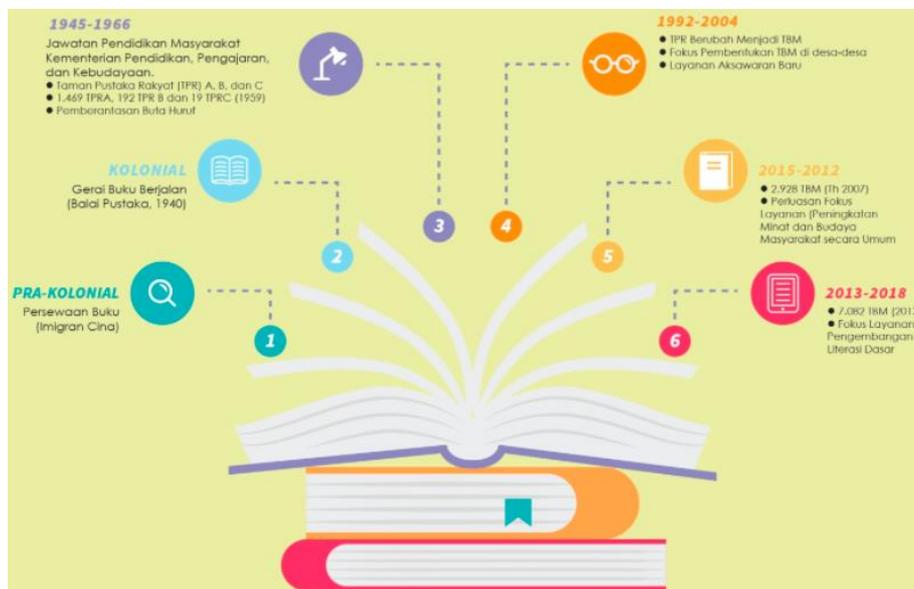 1945-1966
Jawatan Pendidikan Masyarakat
Kementerian Pendidikan, Pengajaran,
dan Kebudayaan.
● Taman Pustaka Rakyat (TPR) A, B, dan C
● 1.469 TPRA, 192 TPR B dan 19 TPRC (1959)
● Pemberantasan Buta Huruf
1992-2004
● TPR Berubah Menjadi TBM
● Fokus Pembentukan TBM di desa-desa
● Layanan Aksawaran Baru
KOLONIAL
Gerai Buku Berjalan
(Balai Pustaka, 1940)
2015-2012
● 2.928 TBM (Th 2007)
● Perluasan Fokus
Layanan (Peningkatan
Minat dan Budaya
Masyarakat secara Umum
3
4
2
5
PRA-KOLONIAL
Persewaan Buku
(Imigran Cina)
2013-2018
● 7.082 TBM (201
● Fokus Layanan
Pengembangan
Literasi Dasar
1
6